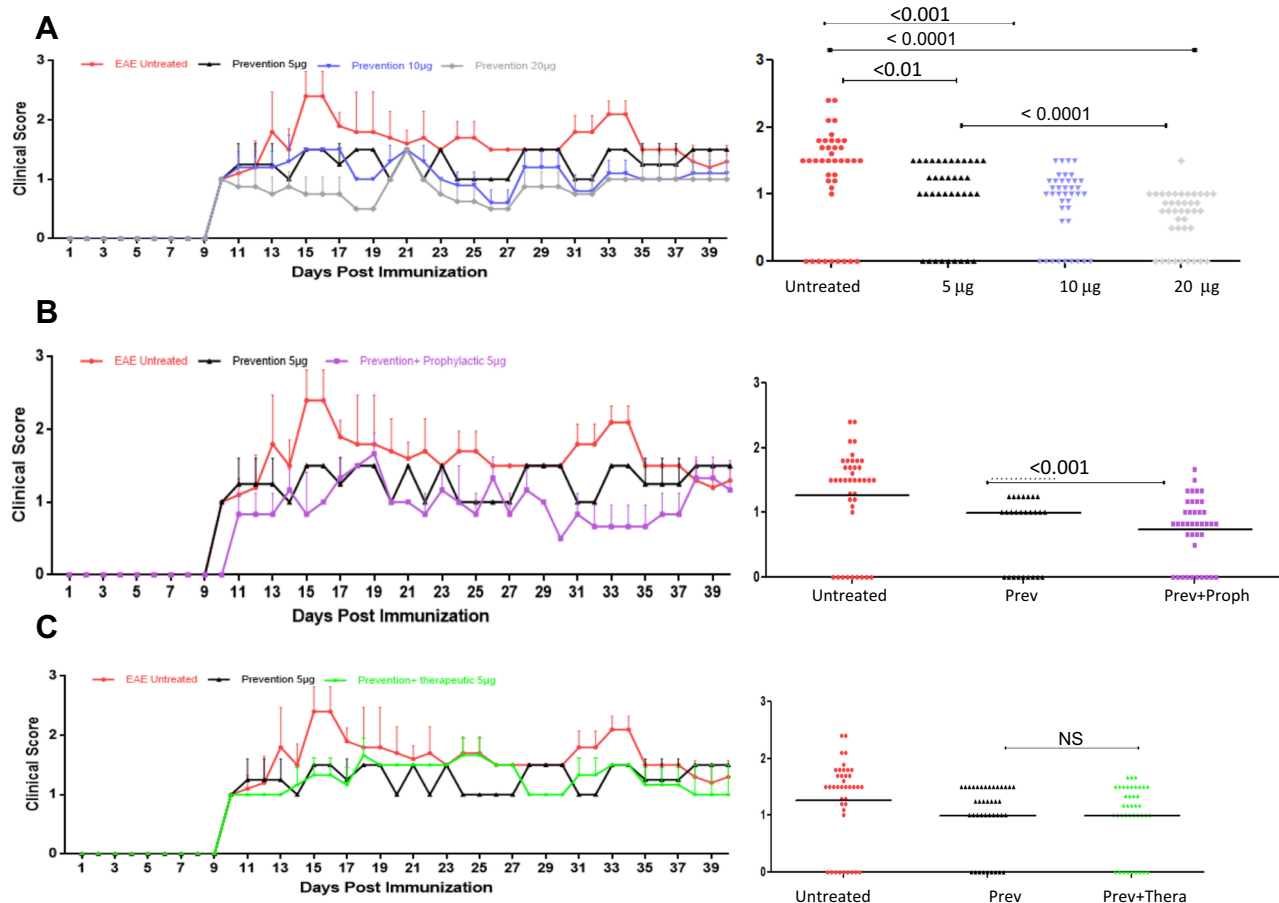 A
<0.001
< 0.0001
<0.01
< 0.0001
3
2
1
0
Clinical Score
EAE Untreated Prevention 5µg Prevention 10µg Prevention 20µg
1 3 5 7 9 11 13 15 17 19 21 23 25 27 29 31 33 35 37 39
Days Post Immunization
3
2
1
0
Untreated 5 µg 10 µg 20 µg
B
3
2
1
0
Clinical Score
EAE Untreated Prevention 5µg Prevention+ Prophylactic 5µg
1 3 5 7 9 11 13 15 17 19 21 23 25 27 29 31 33 35 37 39
Days Post Immunization
3
2
1
0
<0.001
Untreated Prev Prev+Proph
C
3
2
1
0
Clinical Score
EAE Untreated Prevention 5µg Prevention+ therapeutic 5µg
1 3 5 7 9 11 13 15 17 19 21 23 25 27 29 31 33 35 37 39
Days Post Immunization
3
2
1
0
NS
Untreated Prev Prev+Thera